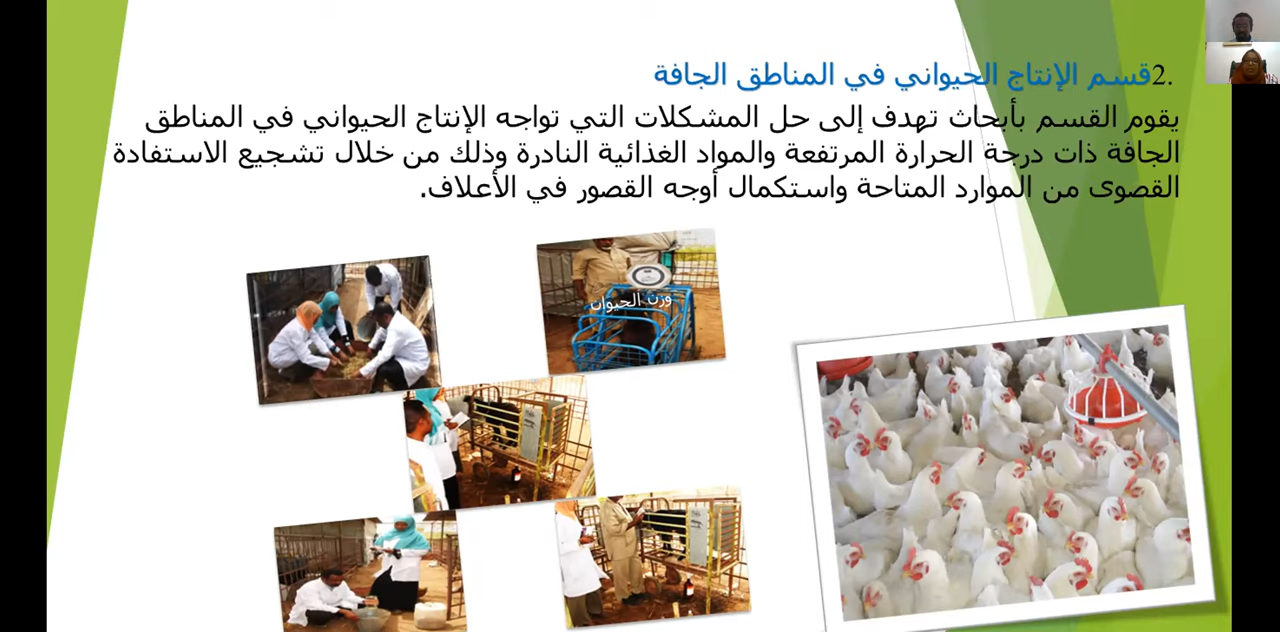 2.قسم الإنتاج الحيواني في المناطق الجافة
يقوم القسم بأبحاث تهدف إلى حل المشكلات التي تواجه الإنتاج الحيواني في المناطق
الجافة ذات درجة الحرارة المرتفعة والمواد الغذائية النادرة وذلك من خلال تشجيع الاستفادة
القصوى من الموارد المتاحة واستكمال أوجه القصور في الأعلاف.
وزن الحيوان